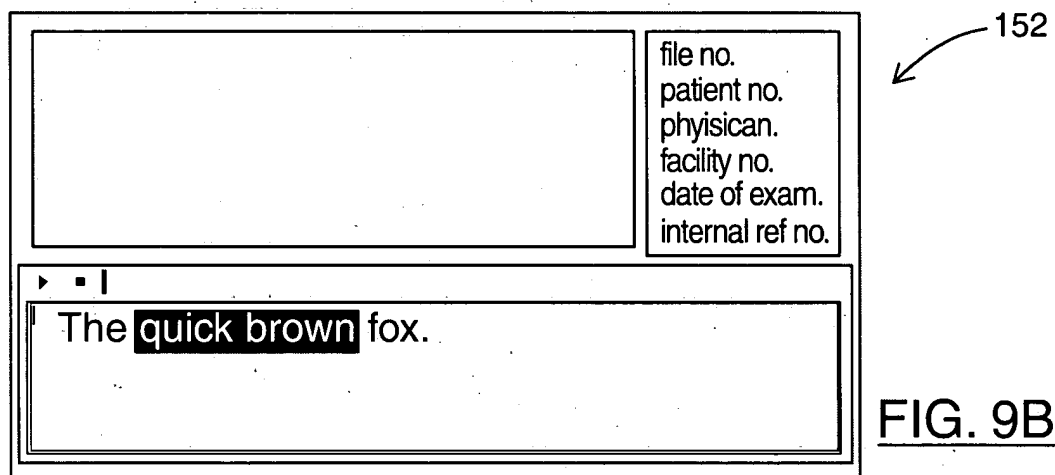 152
file no.
patient no.
phyisican.
facility no.
date of exam.
internal ref no.
The quick brown fox.
FIG. 9B